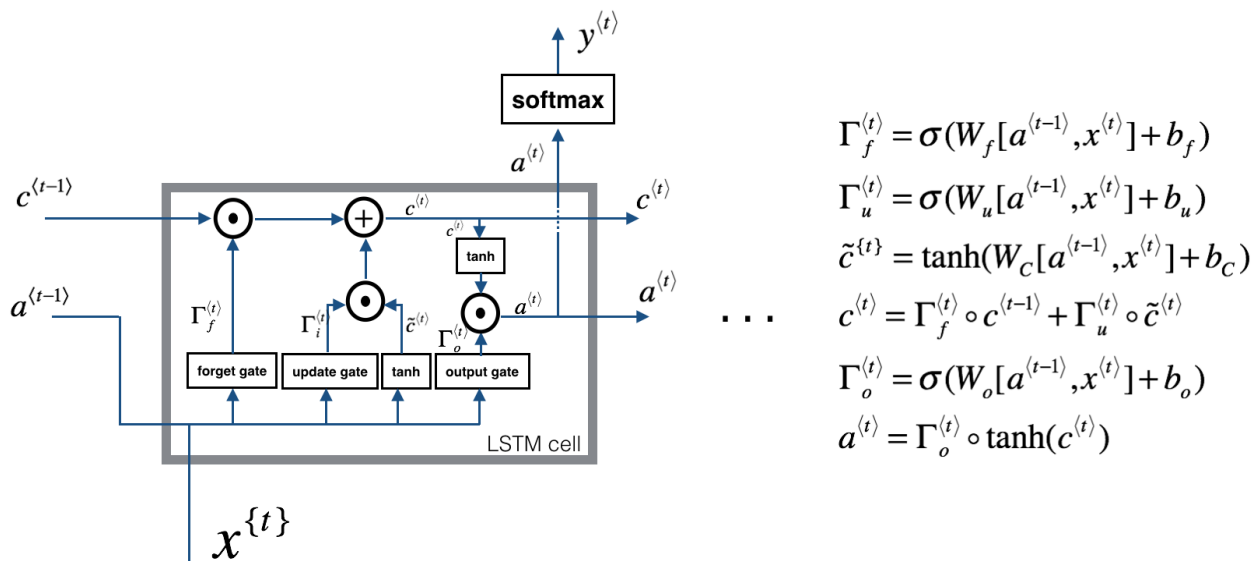 y⟨t⟩
softmax
a⟨t⟩
c⟨t−1⟩
c⟨t⟩
c⟨t⟩
c⟨t⟩
tanh
a⟨t−1⟩
Γf⟨t⟩
Γi⟨t⟩
c̃⟨t⟩
Γo⟨t⟩
a⟨t⟩
a⟨t⟩
forget gate
update gate
tanh
output gate
LSTM cell
x{t}
. . .
Γf⟨t⟩ = σ(Wf[a⟨t−1⟩, x⟨t⟩] + bf)
Γu⟨t⟩ = σ(Wu[a⟨t−1⟩, x⟨t⟩] + bu)
c̃{t} = tanh(WC[a⟨t−1⟩, x⟨t⟩] + bC)
c⟨t⟩ = Γf⟨t⟩ ∘ c⟨t−1⟩ + Γu⟨t⟩ ∘ c̃⟨t⟩
Γo⟨t⟩ = σ(Wo[a⟨t−1⟩, x⟨t⟩] + bo)
a⟨t⟩ = Γo⟨t⟩ ∘ tanh(c⟨t⟩)